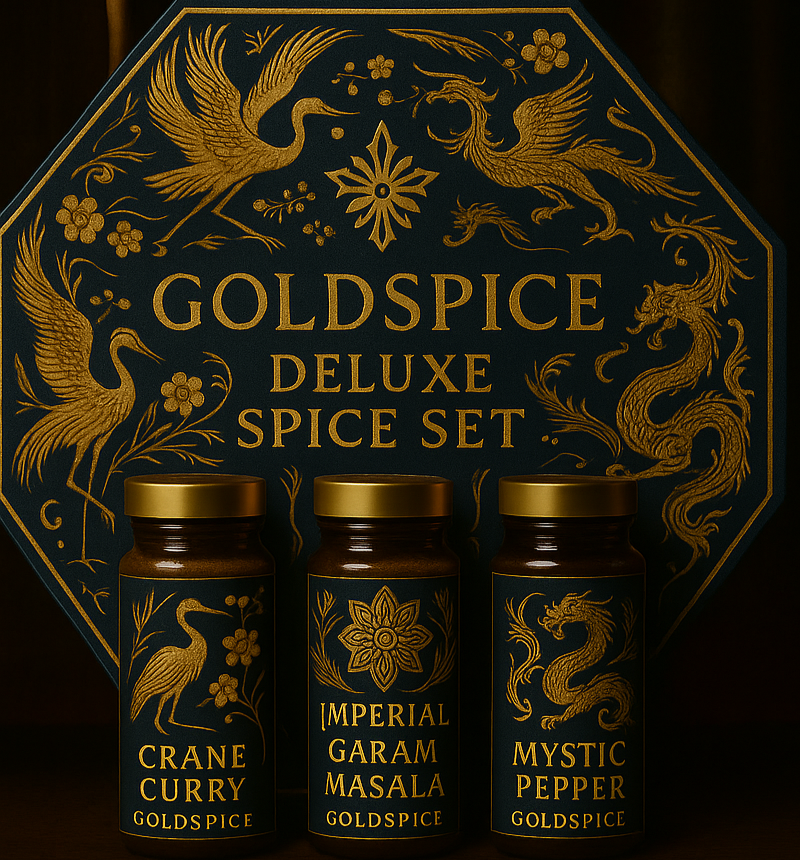 GOLDSPICE
DELUXE
SPICE SET
CRANE
CURRY
GOLDSPICE
IMPERIAL
GARAM
MASALA
GOLDSPICE
MYSTIC
PEPPER
GOLDSPICE